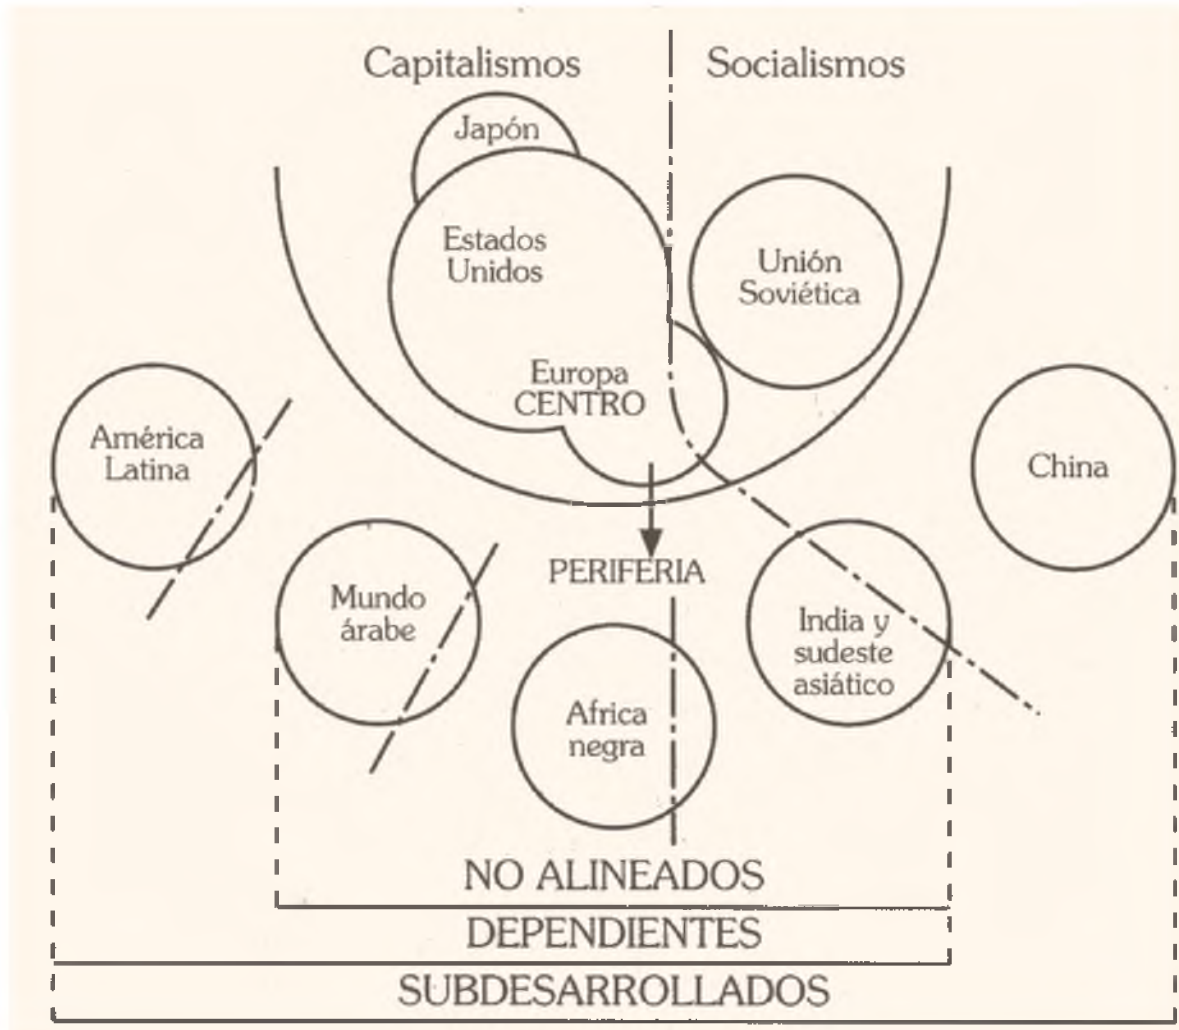 Capitalismos
Socialismos
Japón
Estados
Unidos
Unión
Soviética
Europa
CENTRO
América
Latina
China
PERIFERIA
Mundo
árabe
India y
sudeste
asiático
Africa
negra
NO ALINEADOS
DEPENDIENTES
SUBDESARROLLADOS